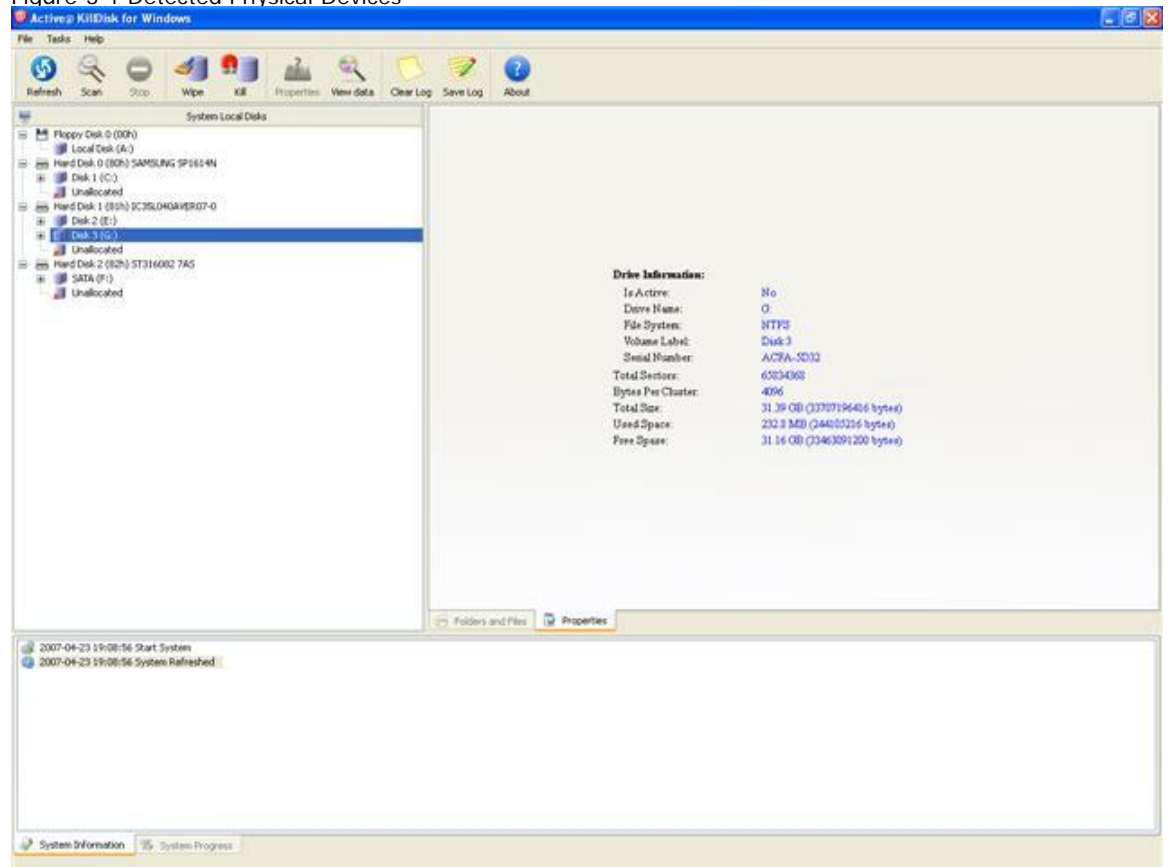 Figure 3-1 Detected Physical Devices
Active@ KillDisk for Windows
File Tasks Help
Refresh Scan Stop Wipe Kill Properties View data Clear Log Save Log About
System Local Disks
Floppy Disk 0 (00h)
Local Disk (A:)
Hard Disk 0 (80h) SAMSUNG SP1614N
Disk 1 (C:)
Unallocated
Hard Disk 1 (81h) IC35L040AVER07-0
Disk 2 (E:)
Disk 3 (G:)
Unallocated
Hard Disk 2 (82h) ST316002 7AS
SATA (F:)
Unallocated
Drive Information:
Is Active: No
Drive Name:
File System: NTFS
Volume Label: Disk 3
Serial Number: ACFA-5D32
Total Sectors: 65834368
Bytes Per Cluster: 4096
Total Size: 31.39 GB (33707196416 bytes)
Used Space: 232.8 MB (244105216 bytes)
Free Space: 31.16 GB (33463091200 bytes)
Folders and Files Properties
2007-04-23 19:08:56 Start System
2007-04-23 19:08:56 System Refreshed
System Information System Progress